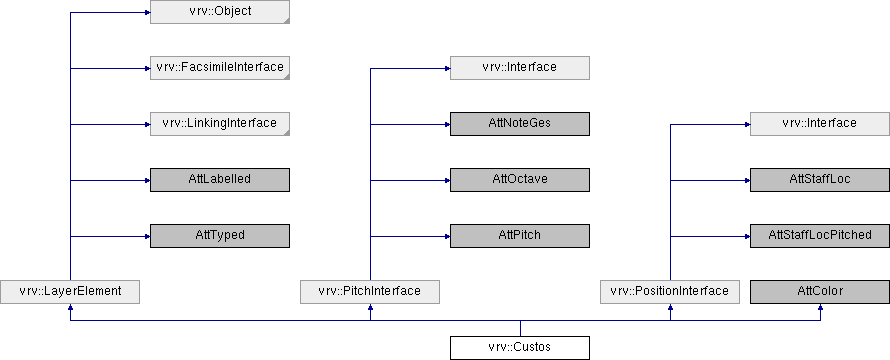 vrv::Object
vrv::FacsimileInterface
vrv::Interface
vrv::LinkingInterface
AttNoteGes
vrv::Interface
AttLabelled
AttOctave
AttStaffLoc
AttTyped
AttPitch
AttStaffLocPitched
vrv::LayerElement
vrv::PitchInterface
vrv::PositionInterface
AttColor
vrv::Custos